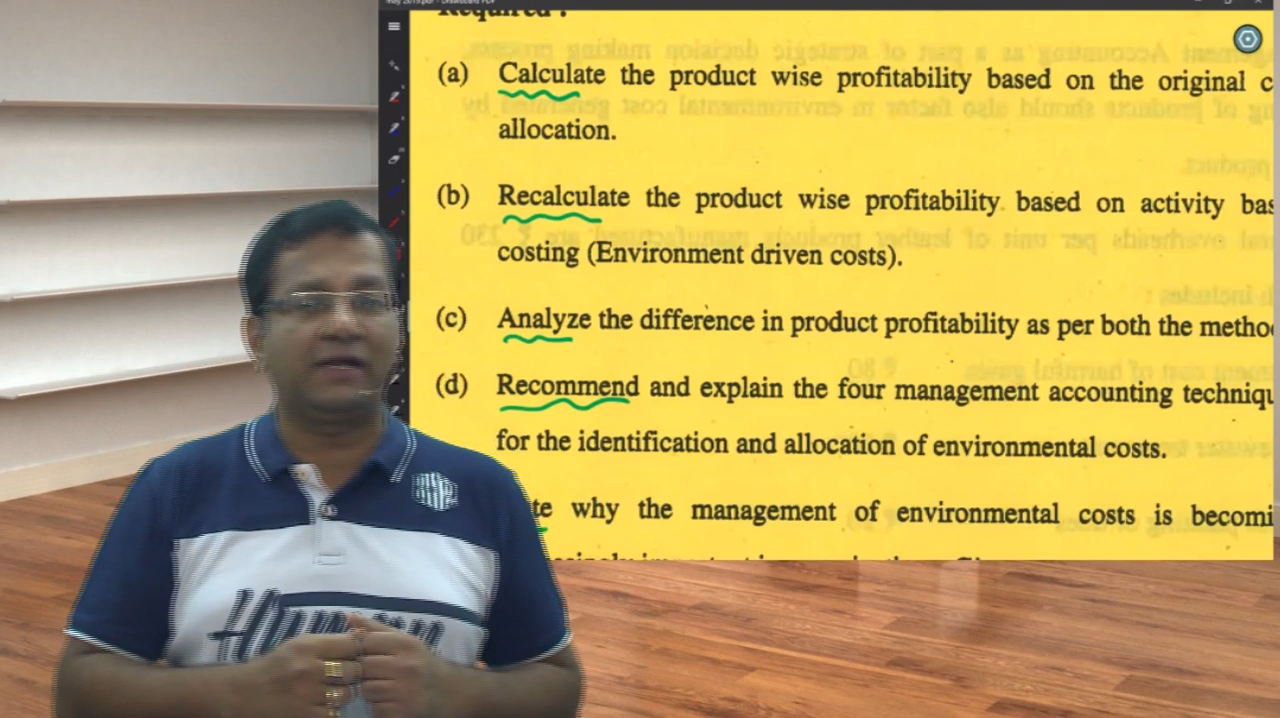 Required :
(a) Calculate the product wise profitability based on the original c
allocation.
(b) Recalculate the product wise profitability based on activity bas
costing (Environment driven costs).
(c) Analyze the difference in product profitability as per both the metho
(d) Recommend and explain the four management accounting techniqu
for the identification and allocation of environmental costs.
te why the management of environmental costs is becomi